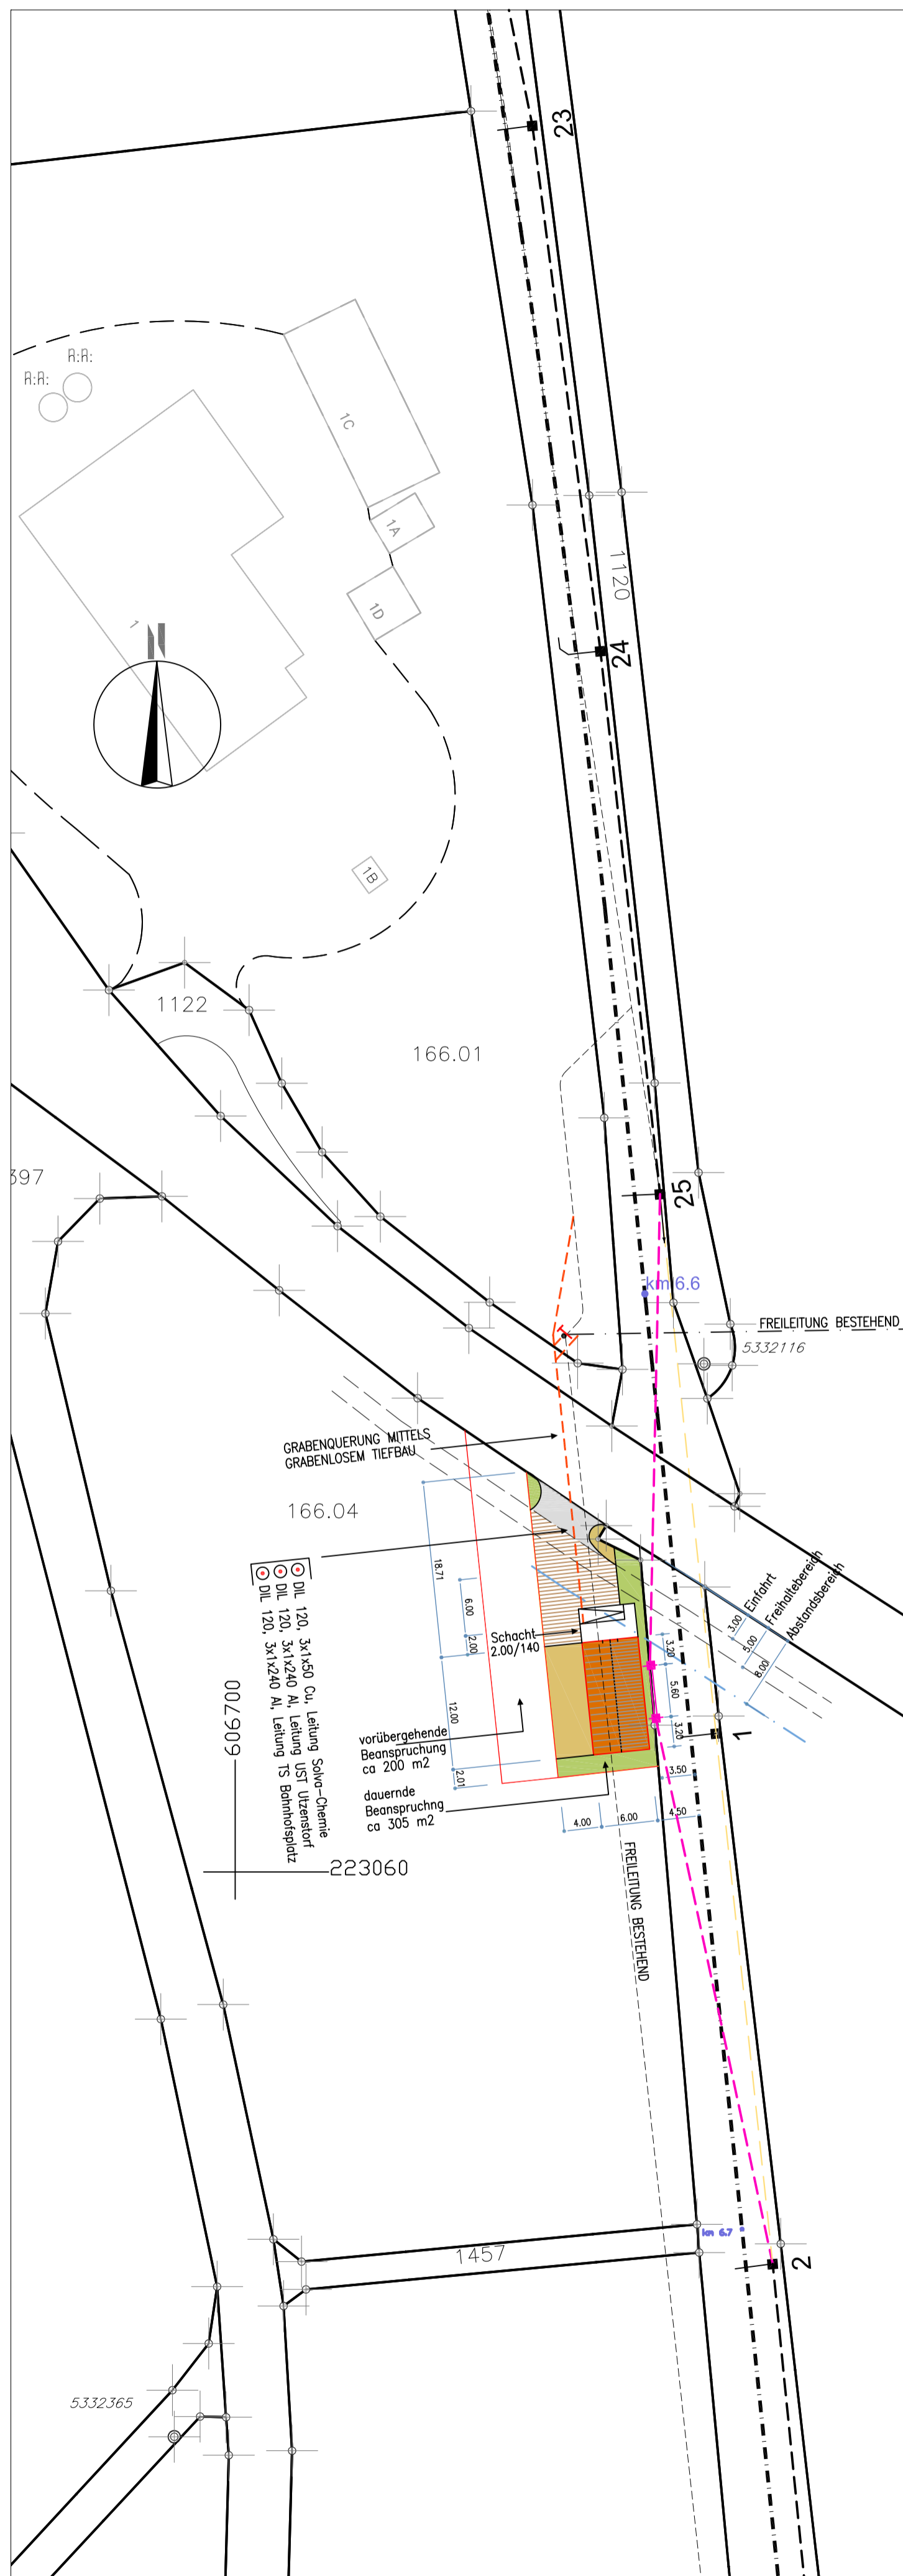 23
R:R:
R:R:
1C
1A
1120
1D
1
24
1B
1122
166.01
397
25
km 6.6
FREILEITUNG BESTEHEND
5332116
GRABENQUERUNG MITTELS
GRABENLOSEM TIEFBAU
166.04
18.71
6.00
2.00
12.00
2.01
DIL 120, 3x1x50 Cu, Leitung Solva-Chemie
DIL 120, 3x1x240 Al, Leitung UST Utzenstorf
DIL 120, 3x1x240 Al, Leitung TS Bahnhofsplatz
Schacht
2.00/140
3.00 Einfahrt
5.00 Freihaltebereich
8.00 Abstandsbereich
3.20
5.60
3.20
1
3.50
4.50
6.00
4.00
vorübergehende
Beanspruchung
ca 200 m2
dauernde
Beanspruchng
ca 305 m2
609700
223060
FREILEITUNG BESTEHEND
km 6.7
1457
2
5332365